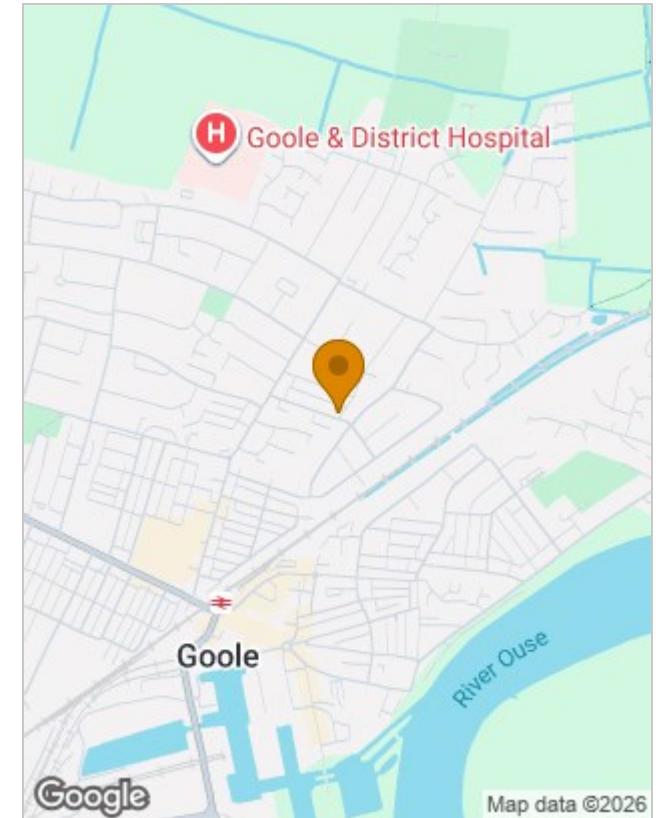 H
Goole & District Hospital
Goole
River Ouse
Google
Map data ©2026